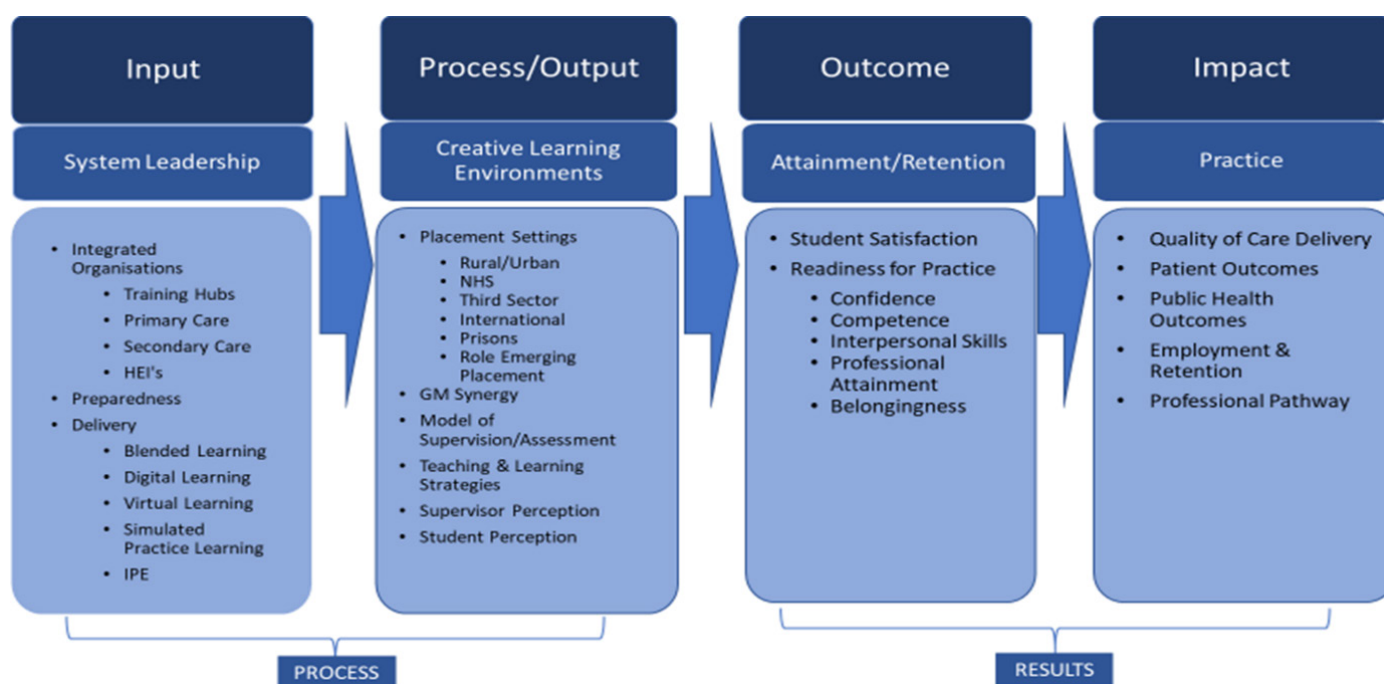 Input
System Leadership
• Integrated
Organisations
• Training Hubs
• Primary Care
• Secondary Care
• HEI's
• Preparedness
• Delivery
• Blended Learning
• Digital Learning
• Virtual Learning
• Simulated
Practice Learning
• IPE
Process/Output
Creative Learning
Environments
• Placement Settings
• Rural/Urban
• NHS
• Third Sector
• International
• Prisons
• Role Emerging
Placement
• GM Synergy
• Model of
Supervision/Assessment
• Teaching & Learning
Strategies
• Supervisor Perception
• Student Perception
Outcome
Attainment/Retention
• Student Satisfaction
• Readiness for Practice
• Confidence
• Competence
• Interpersonal Skills
• Professional
Attainment
• Belongingness
Impact
Practice
• Quality of Care Delivery
• Patient Outcomes
• Public Health
Outcomes
• Employment &
Retention
• Professional Pathway
PROCESS
RESULTS